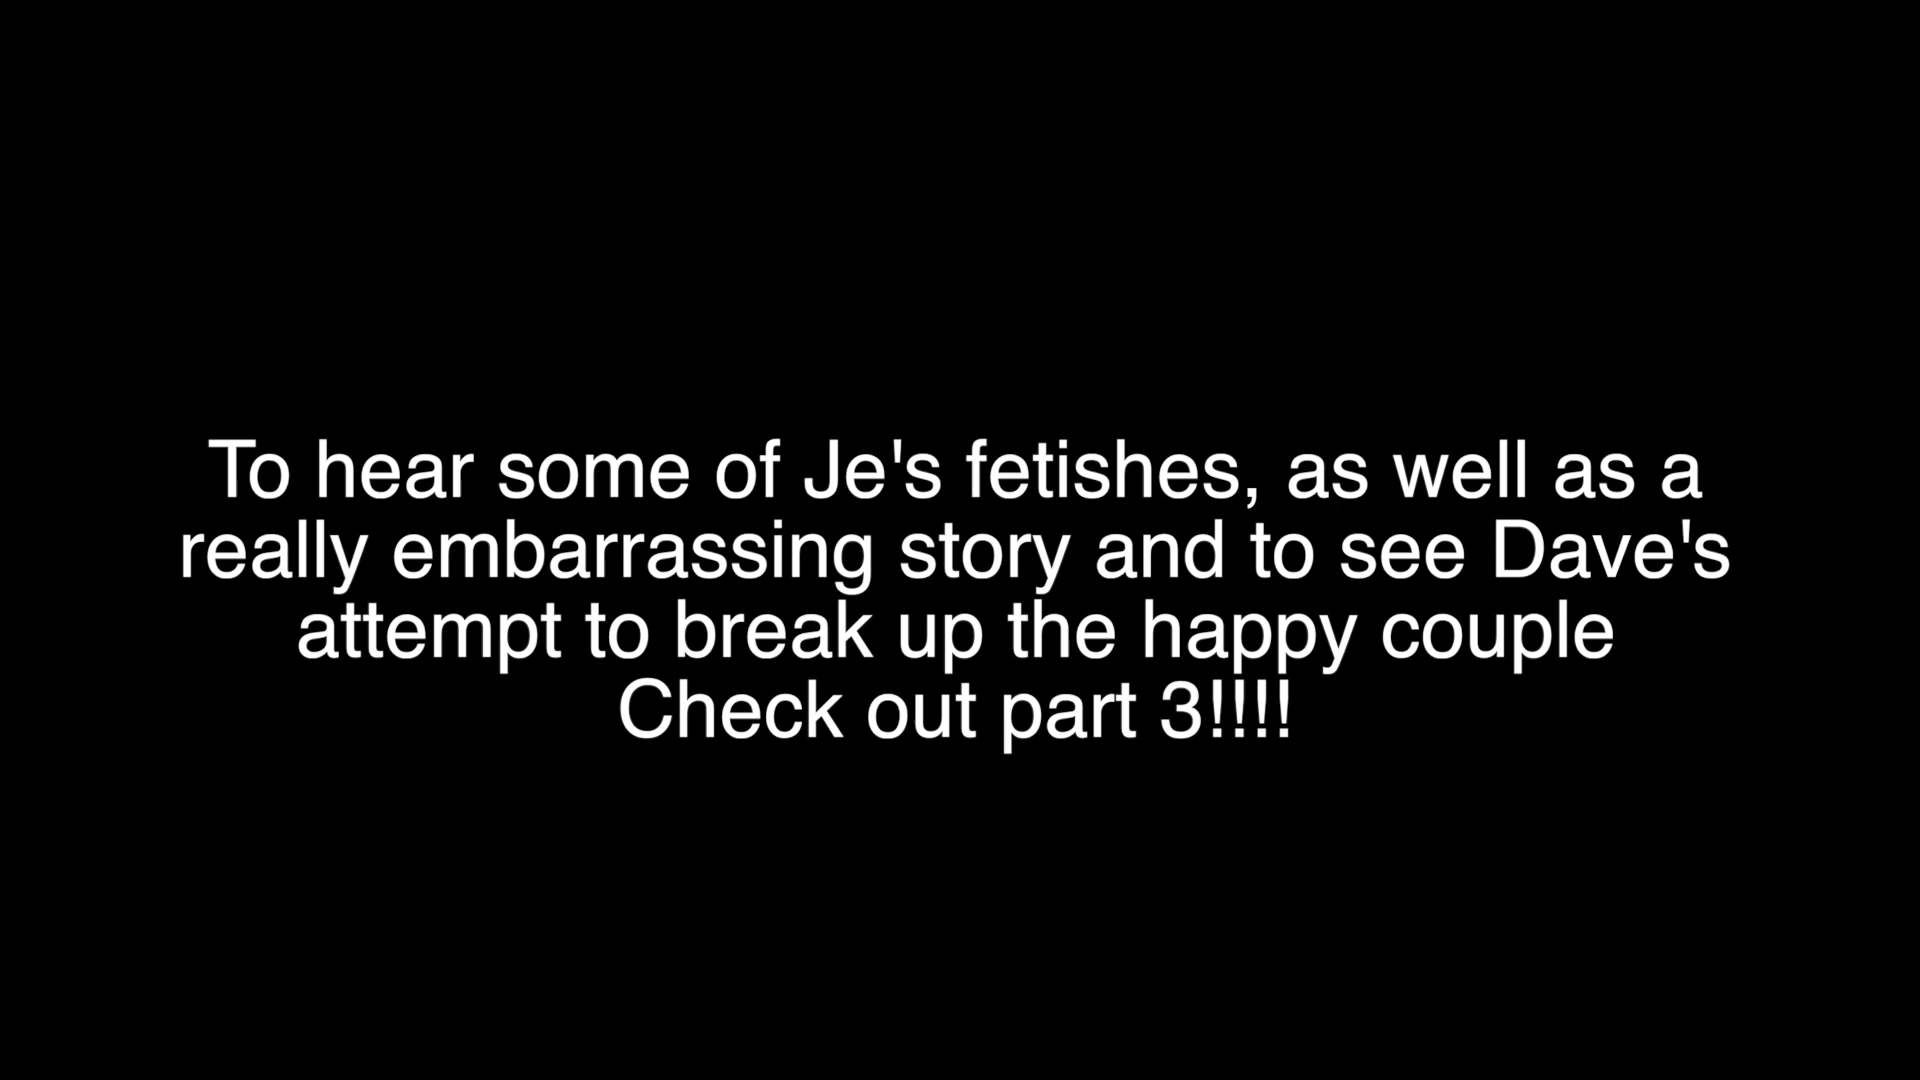 To hear some of Je's fetishes, as well as a
really embarrassing story and to see Dave's
attempt to break up the happy couple
Check out part 3!!!!